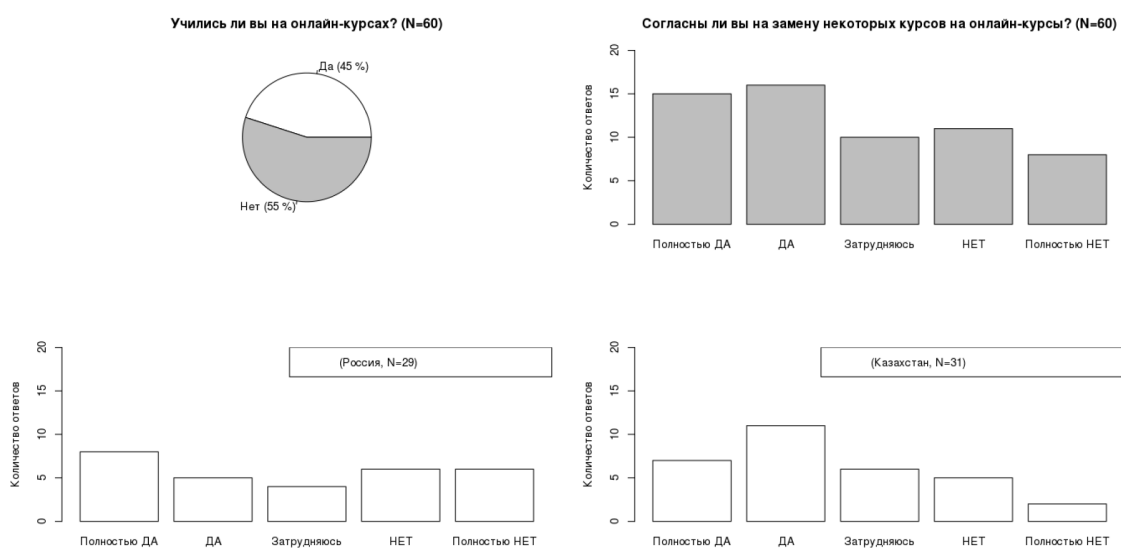 Учились ли вы на онлайн-курсах? (N=60)
Да (45 %)
Нет (55 %)
Согласны ли вы на замену некоторых курсов на онлайн-курсы? (N=60)
Количество ответов
20
15
10
5
0
Полностью ДА ДА Затрудняюсь НЕТ Полностью НЕТ
(Россия, N=29)
Количество ответов
20
15
10
5
0
Полностью ДА ДА Затрудняюсь НЕТ Полностью НЕТ
(Казахстан, N=31)
Количество ответов
20
15
10
5
0
Полностью ДА ДА Затрудняюсь НЕТ Полностью НЕТ